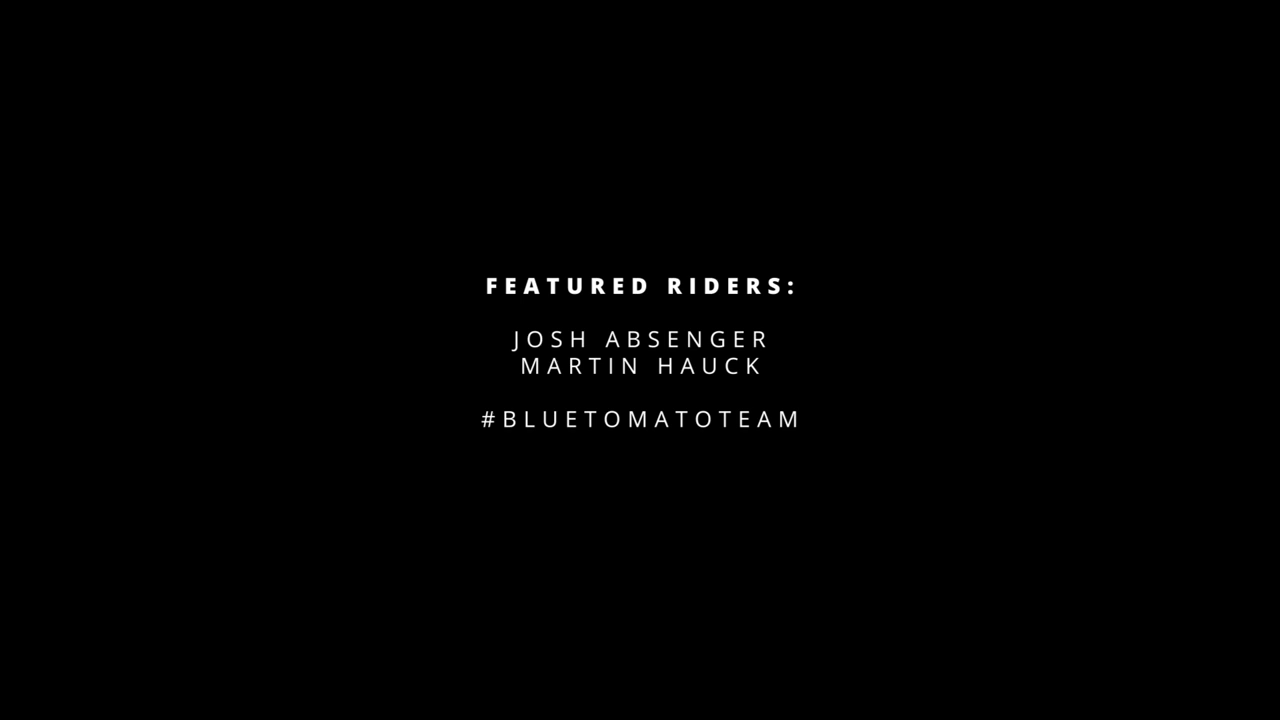 FEATURED RIDERS:
JOSH ABSENGER
MARTIN HAUCK
#BLUETOMATOTEAM